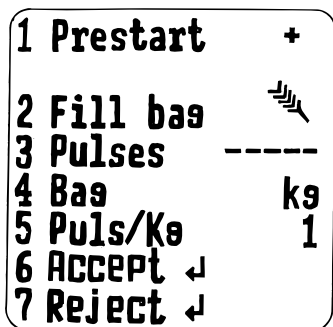 1 Prestart +
2 Fill bag
3 Pulses -----
4 Bag kg
5 Puls/Kg 1
6 Accept ↲
7 Reject ↲